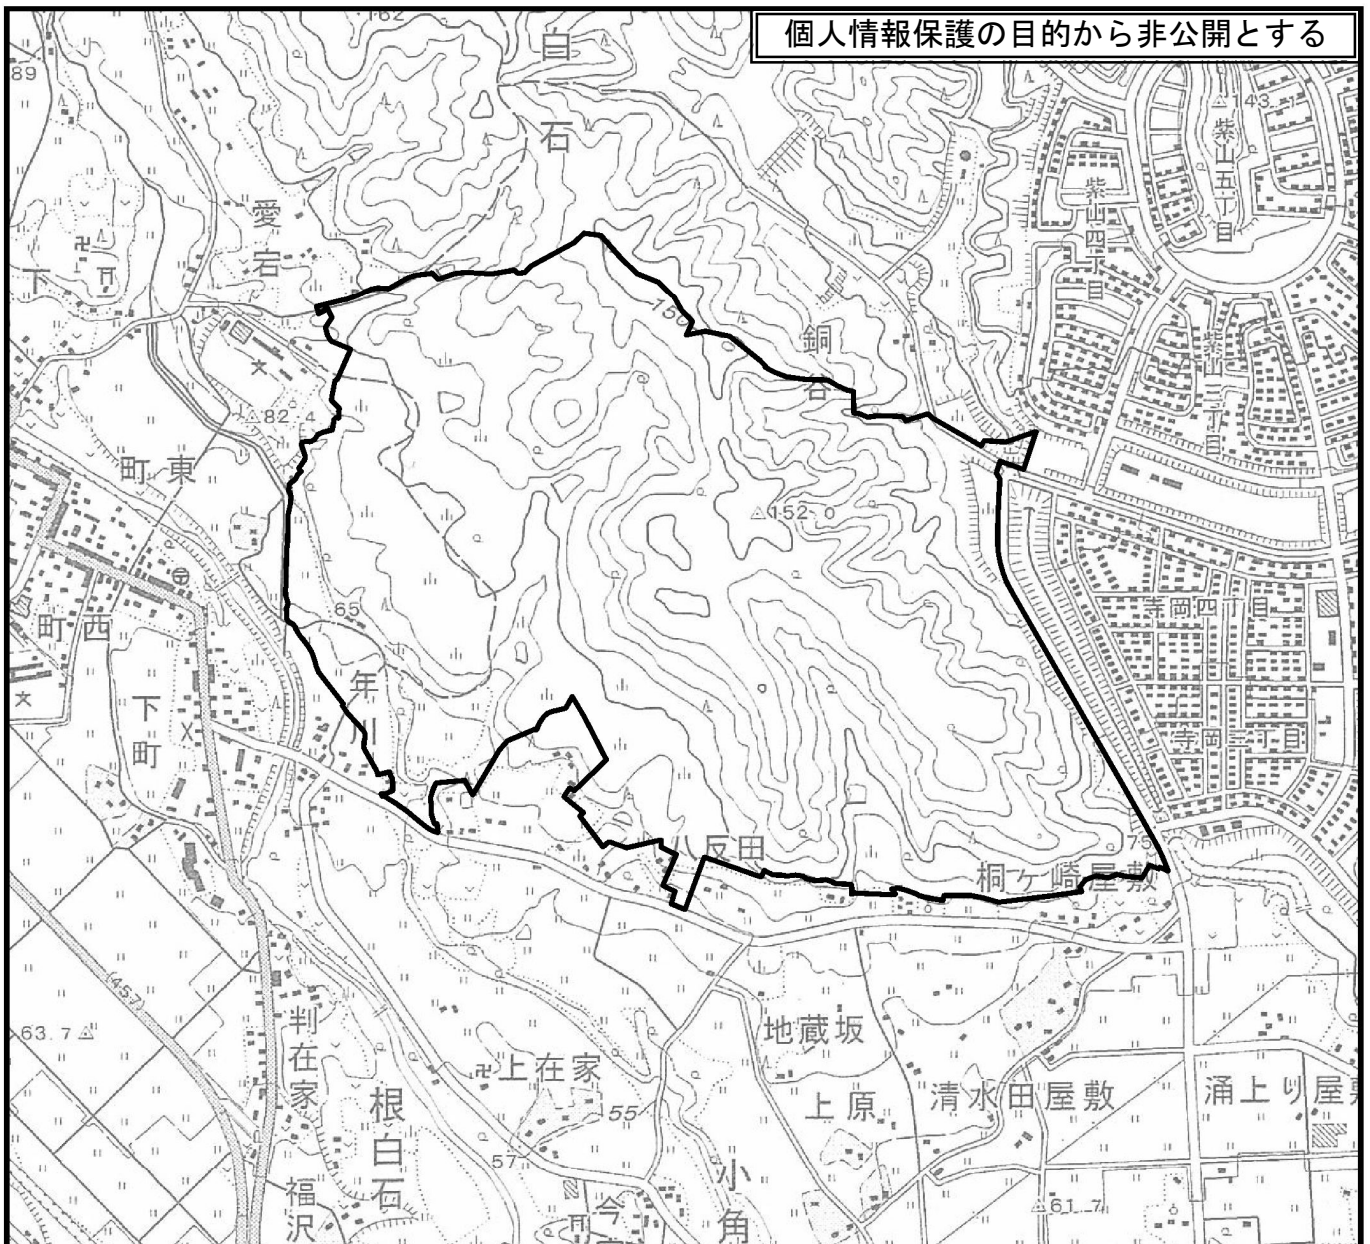 個人情報保護の目的から非公開とする
162
白石
89
143.1
紫山五丁目
紫山四丁目
愛宕
下
150
銅谷
紫山二丁目
82.4
町東
152.0
65
寺岡四丁目
町西
年川
下町
寺岡三丁目
八反田
75
桐ヶ崎屋敷
(457)
63.7
判在家
地蔵坂
上在家
根白石
上原
清水田屋敷
涌上り屋
55
57
福沢
今
小角
61.7